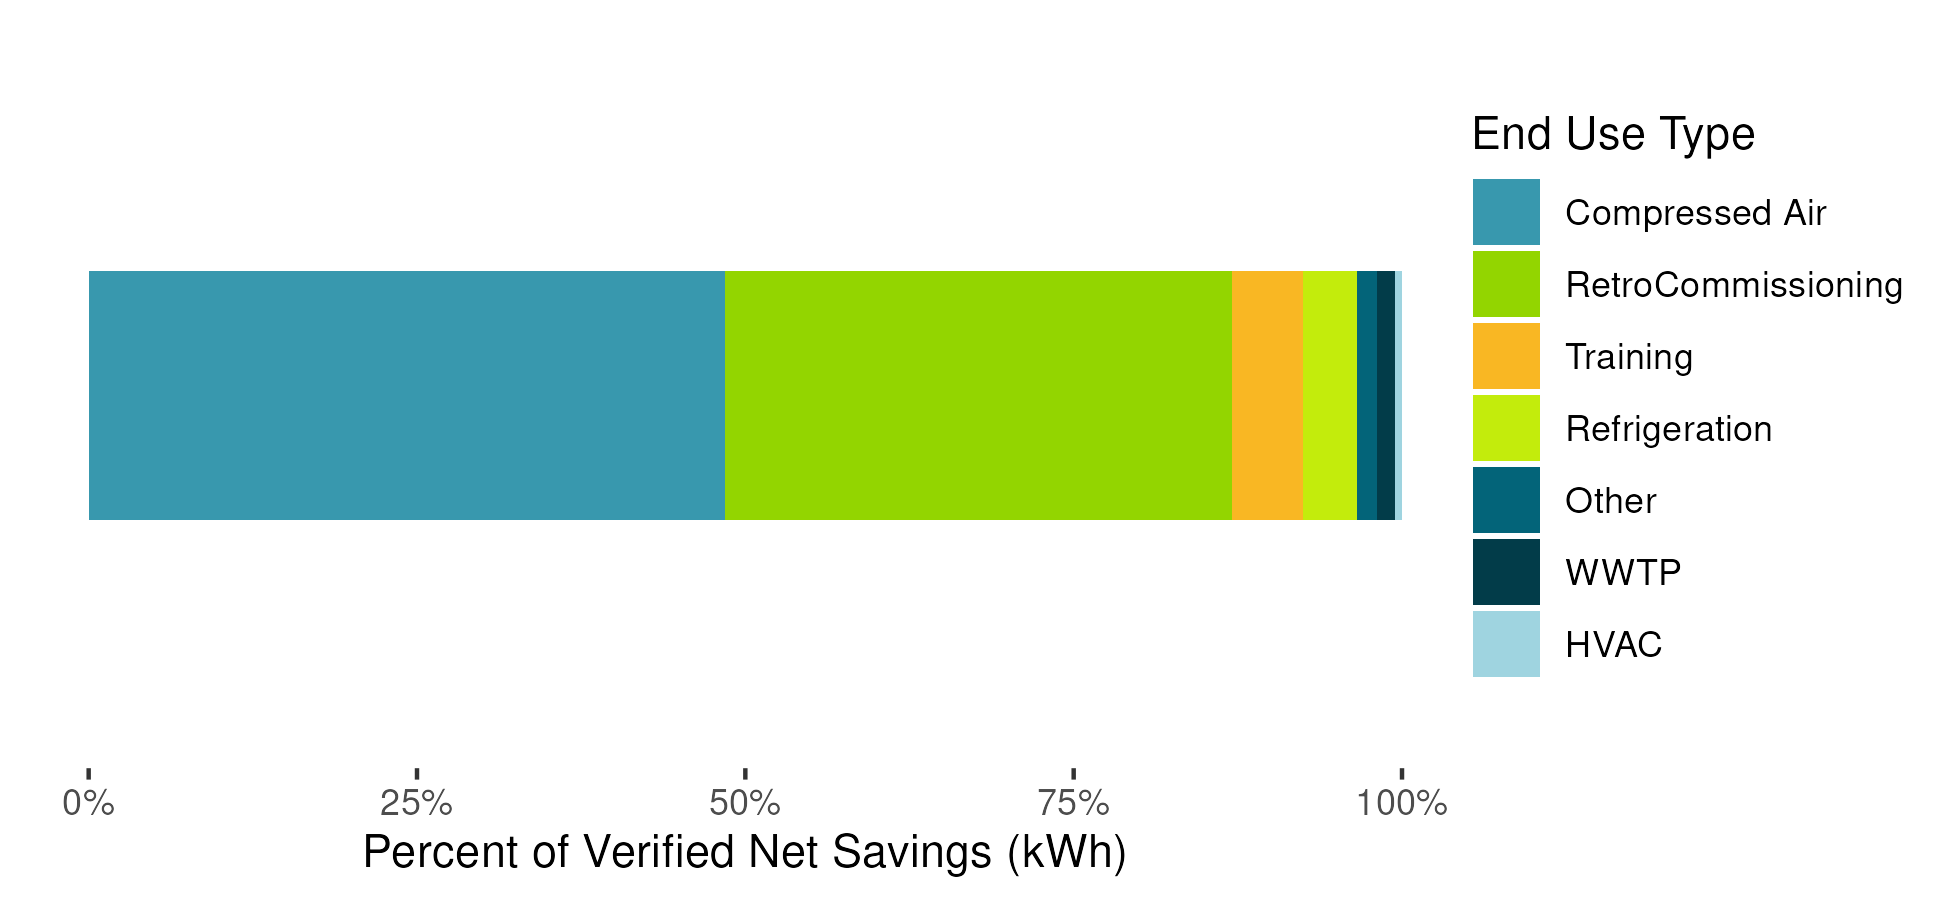 End Use Type
Compressed Air
RetroCommissioning
Training
Refrigeration
Other
WWTP
HVAC
0% 25% 50% 75% 100%
Percent of Verified Net Savings (kWh)